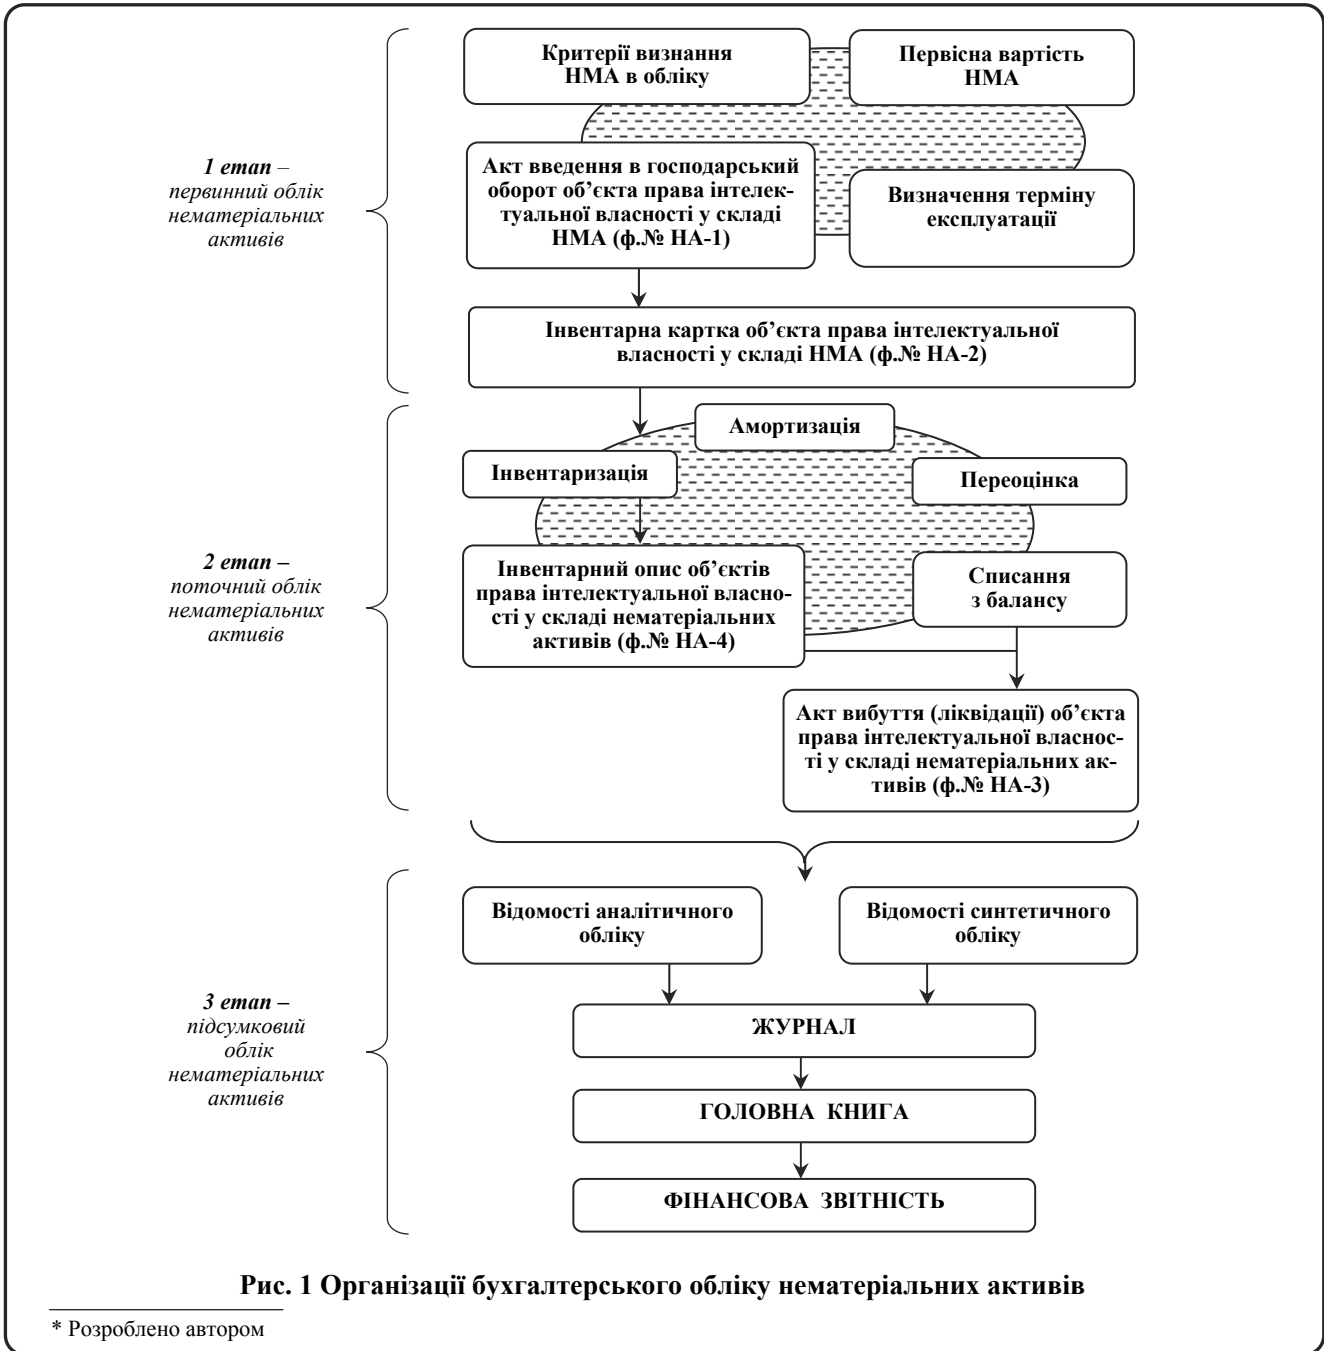 Критерії визнання
НМА в обліку
Первісна вартість
НМА
1 етап –
первинний облік
нематеріальних
активів
Акт введення в господарський
оборот об’єкта права інтелек-
туальної власності у складі
НМА (ф.№ НА-1)
Визначення терміну
експлуатації
Інвентарна картка об’єкта права інтелектуальної
власності у складі НМА (ф.№ НА-2)
Амортизація
Інвентаризація
Переоцінка
2 етап –
поточний облік
нематеріальних
активів
Інвентарний опис об’єктів
права інтелектуальної власно-
сті у складі нематеріальних
активів (ф.№ НА-4)
Списання
з балансу
Акт вибуття (ліквідації) об’єкта
права інтелектуальної власнос-
ті у складі нематеріальних ак-
тивів (ф.№ НА-3)
Відомості аналітичного
обліку
Відомості синтетичного
обліку
3 етап –
підсумковий
облік
нематеріальних
активів
ЖУРНАЛ
ГОЛОВНА КНИГА
ФІНАНСОВА ЗВІТНІСТЬ
Рис. 1 Організації бухгалтерського обліку нематеріальних активів
* Розроблено автором